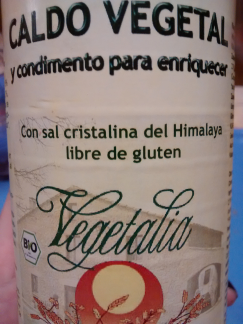 CALDO VEGETAL
y condimento para enriquecer
Con sal cristalina del Himalaya
libre de gluten
Vegetalia
BIO